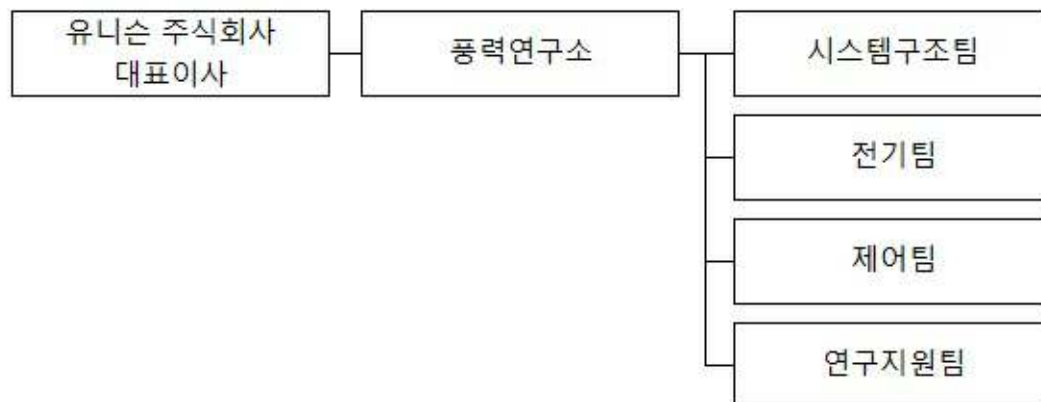 유니슨 주식회사
대표이사
풍력연구소
시스템구조팀
전기팀
제어팀
연구지원팀